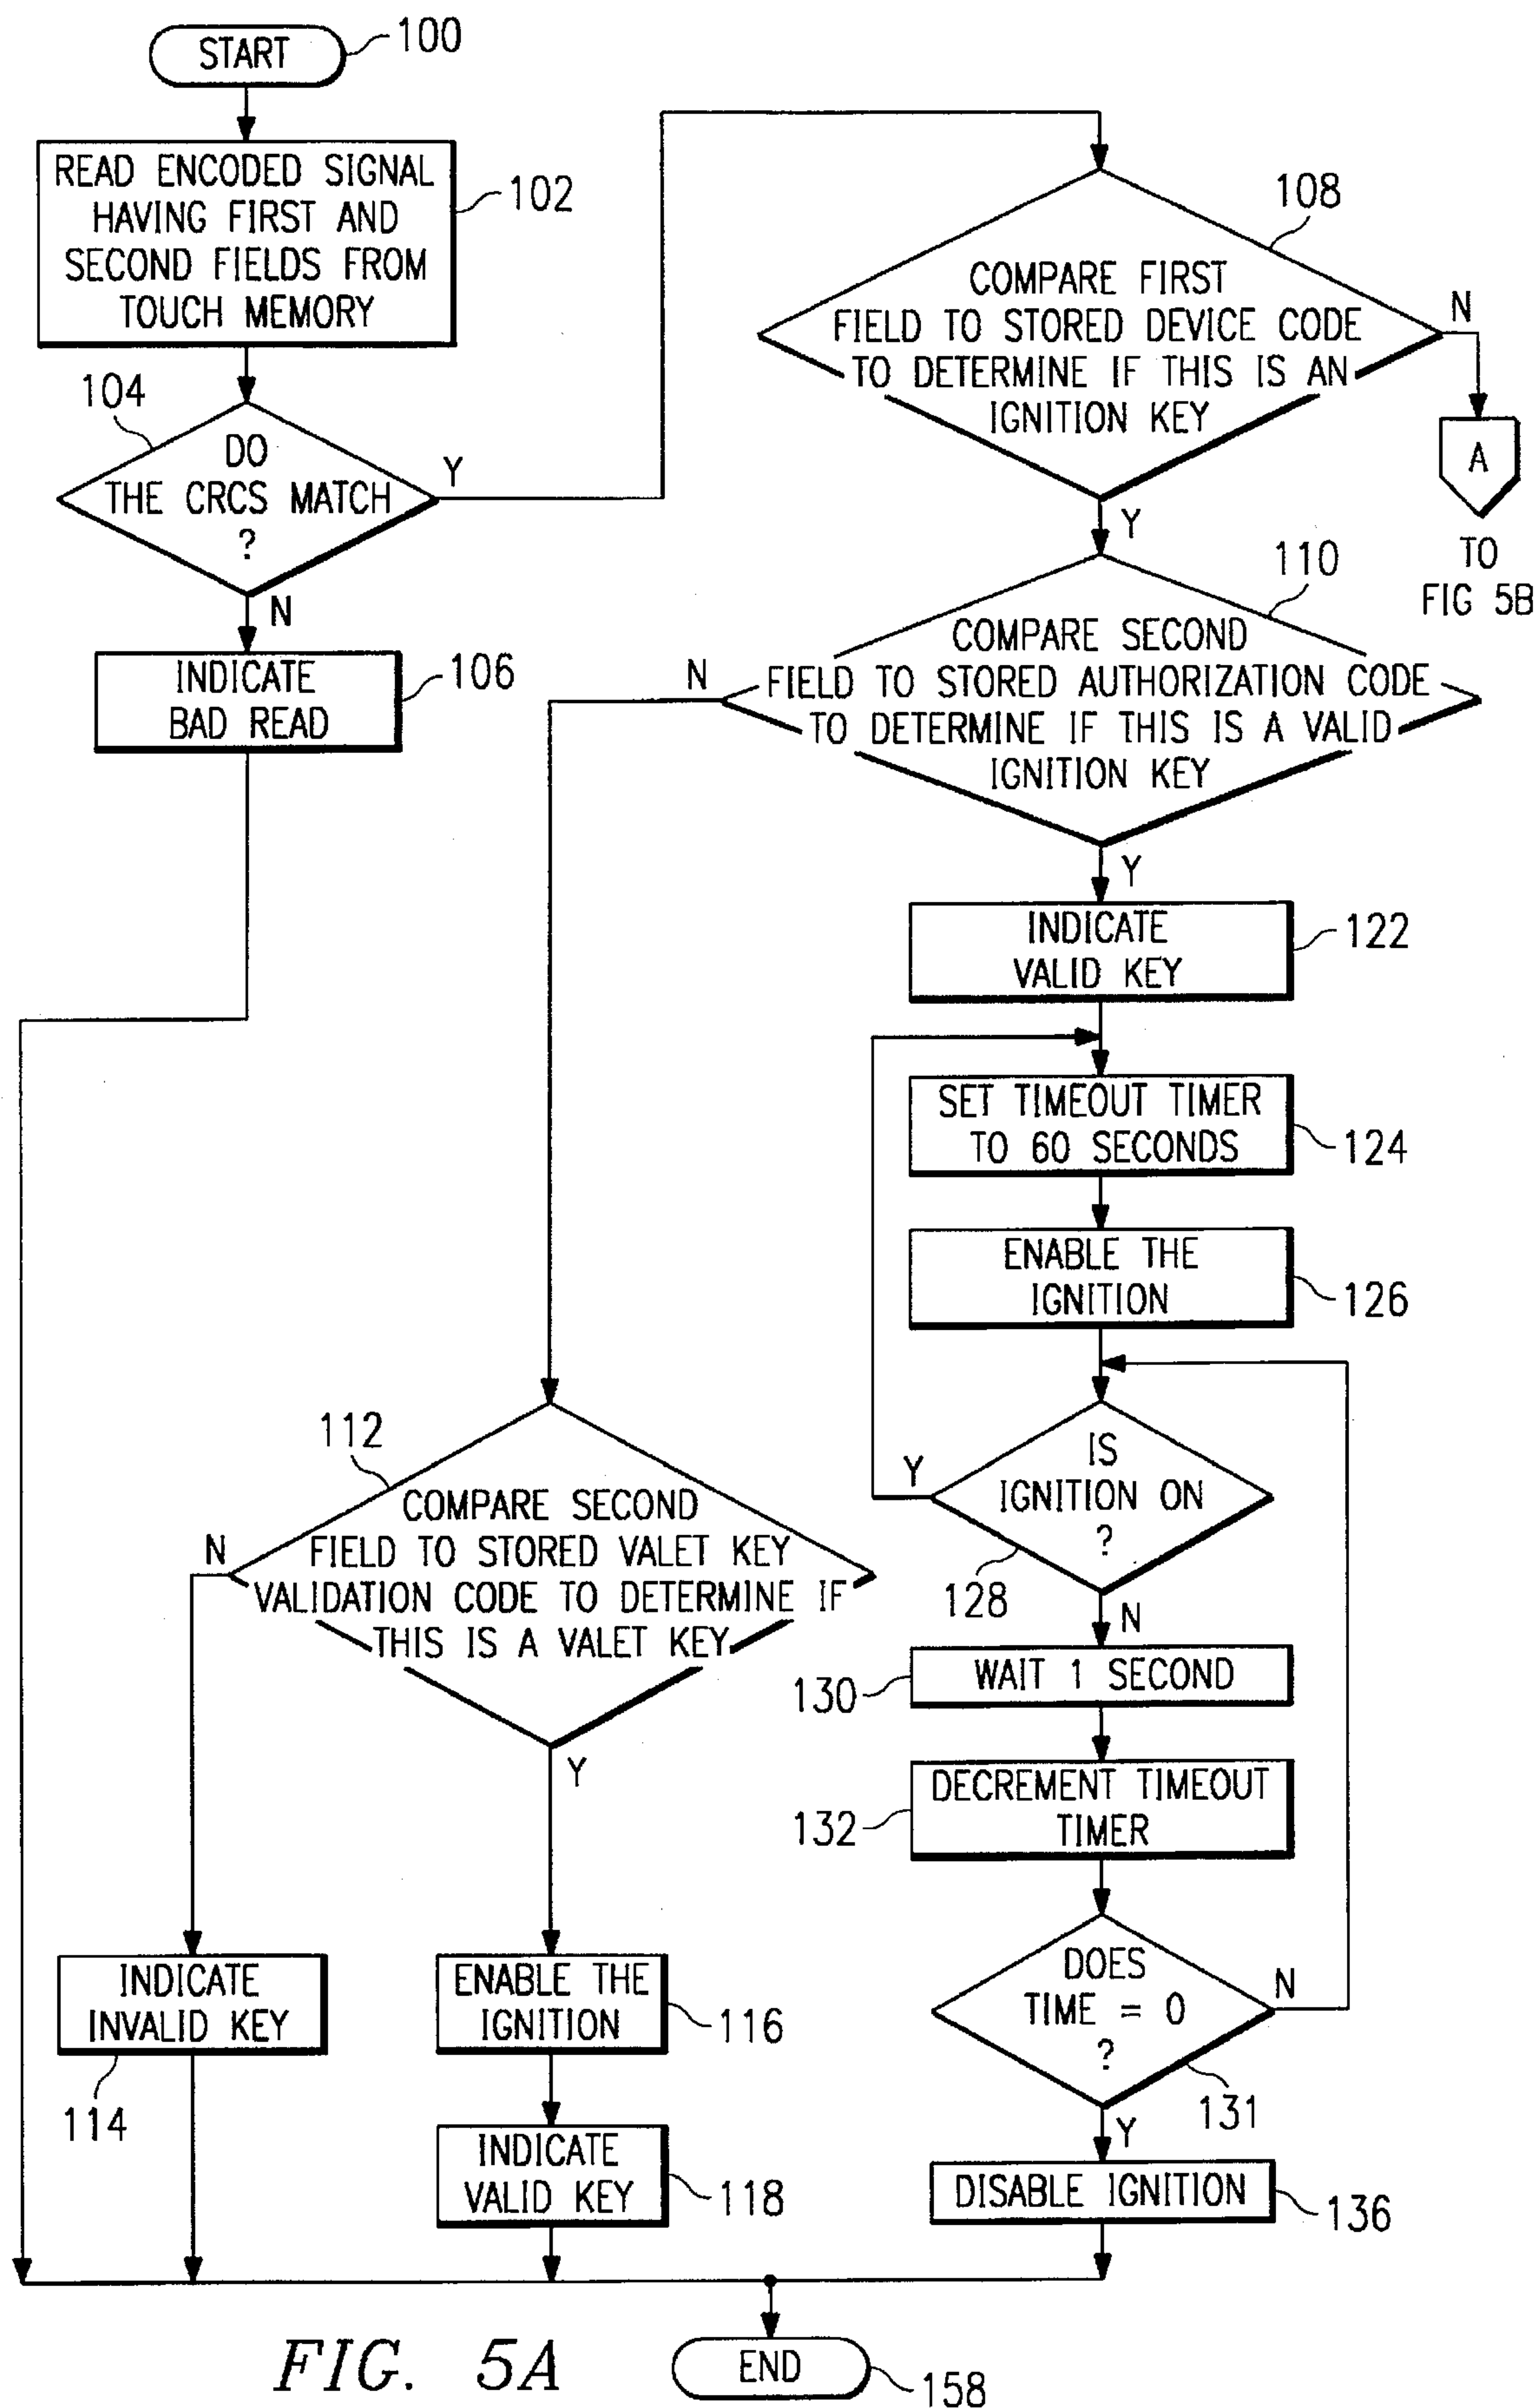 START
100
READ ENCODED SIGNAL
HAVING FIRST AND
SECOND FIELDS FROM
TOUCH MEMORY
102
104
DO
THE CRCS MATCH
?
Y
N
INDICATE
BAD READ
106
108
COMPARE FIRST
FIELD TO STORED DEVICE CODE
TO DETERMINE IF THIS IS AN
IGNITION KEY
N
A
TO
FIG 5B
Y
110
COMPARE SECOND
FIELD TO STORED AUTHORIZATION CODE
TO DETERMINE IF THIS IS A VALID
IGNITION KEY
N
Y
INDICATE
VALID KEY
122
SET TIMEOUT TIMER
TO 60 SECONDS
124
ENABLE THE
IGNITION
126
IS
IGNITION ON
?
Y
128
N
WAIT 1 SECOND
130
DECREMENT TIMEOUT
TIMER
132
DOES
TIME = 0
?
N
131
Y
DISABLE IGNITION
136
112
COMPARE SECOND
FIELD TO STORED VALET KEY
VALIDATION CODE TO DETERMINE IF
THIS IS A VALET KEY
N
Y
INDICATE
INVALID KEY
114
ENABLE THE
IGNITION
116
INDICATE
VALID KEY
118
END
158
FIG. 5A